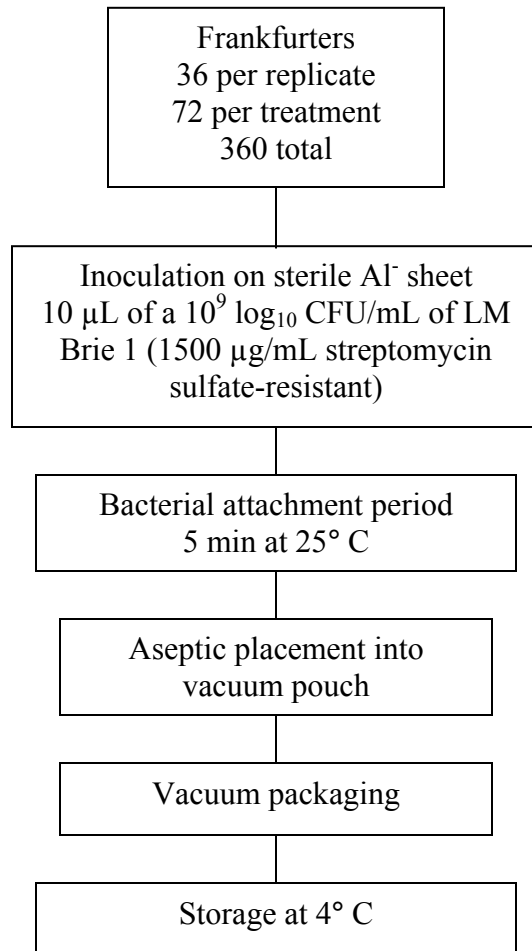 Frankfurters
36 per replicate
72 per treatment
360 total
Inoculation on sterile Al⁻ sheet
10 µL of a 10⁹ log₁₀ CFU/mL of LM
Brie 1 (1500 µg/mL streptomycin
sulfate-resistant)
Bacterial attachment period
5 min at 25° C
Aseptic placement into
vacuum pouch
Vacuum packaging
Storage at 4° C